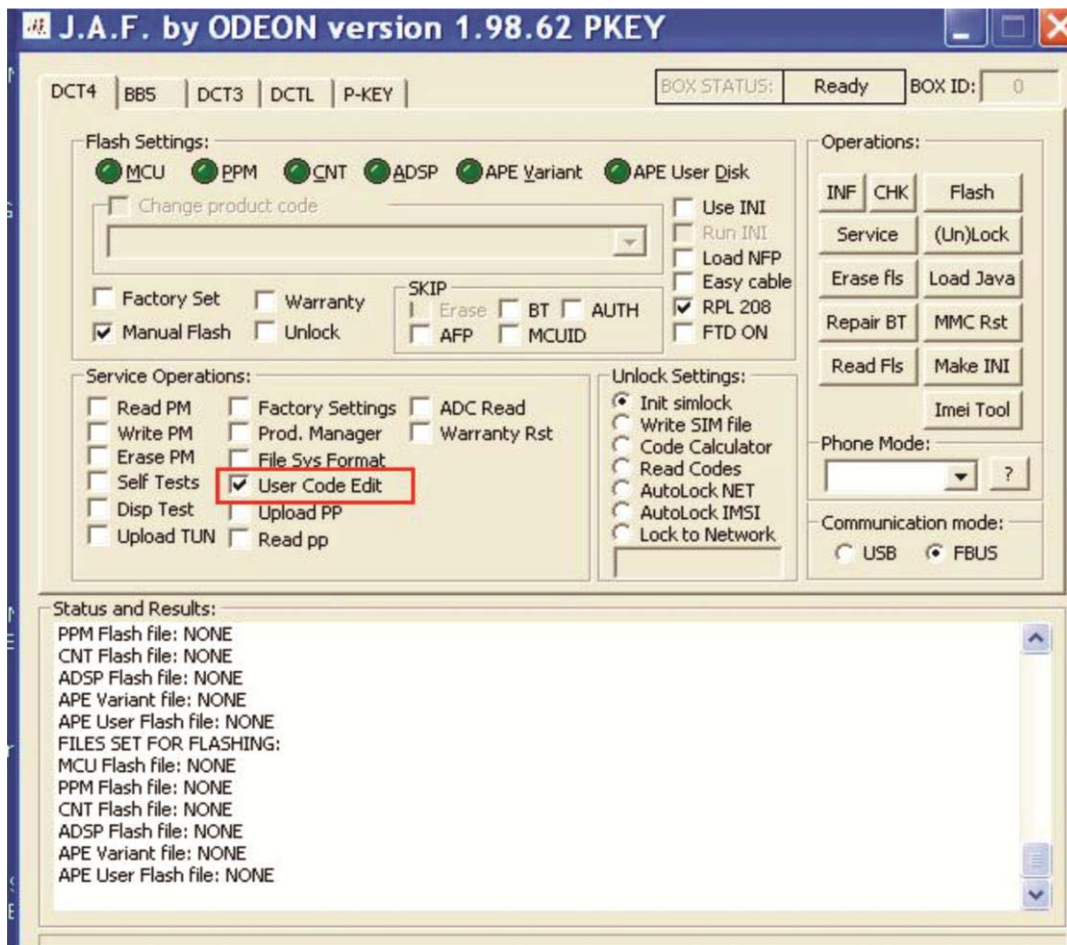 J.A.F. by ODEON version 1.98.62 PKEY
DCT4 BB5 DCT3 DCTL P-KEY
BOX STATUS: Ready BOX ID: 0
Flash Settings:
MCU PPM CNT ADSP APE Variant APE User Disk
Change product code
Use INI
Run INI
Load NFP
Easy cable
RPL 208
FTD ON
Factory Set Warranty
Manual Flash Unlock
SKIP
Erase BT AUTH
AFP MCUID
Operations:
INF CHK Flash
Service (Un)Lock
Erase fls Load Java
Repair BT MMC Rst
Read Fls Make INI
Imei Tool
Service Operations:
Read PM Factory Settings ADC Read
Write PM Prod. Manager Warranty Rst
Erase PM File Sys Format
Self Tests User Code Edit
Disp Test Upload PP
Upload TUN Read pp
Unlock Settings:
Init simlock
Write SIM file
Code Calculator
Read Codes
AutoLock NET
AutoLock IMSI
Lock to Network
Phone Mode:
?
Communication mode:
USB FBUS
Status and Results:
PPM Flash file: NONE
CNT Flash file: NONE
ADSP Flash file: NONE
APE Variant file: NONE
APE User Flash file: NONE
FILES SET FOR FLASHING:
MCU Flash file: NONE
PPM Flash file: NONE
CNT Flash file: NONE
ADSP Flash file: NONE
APE Variant file: NONE
APE User Flash file: NONE